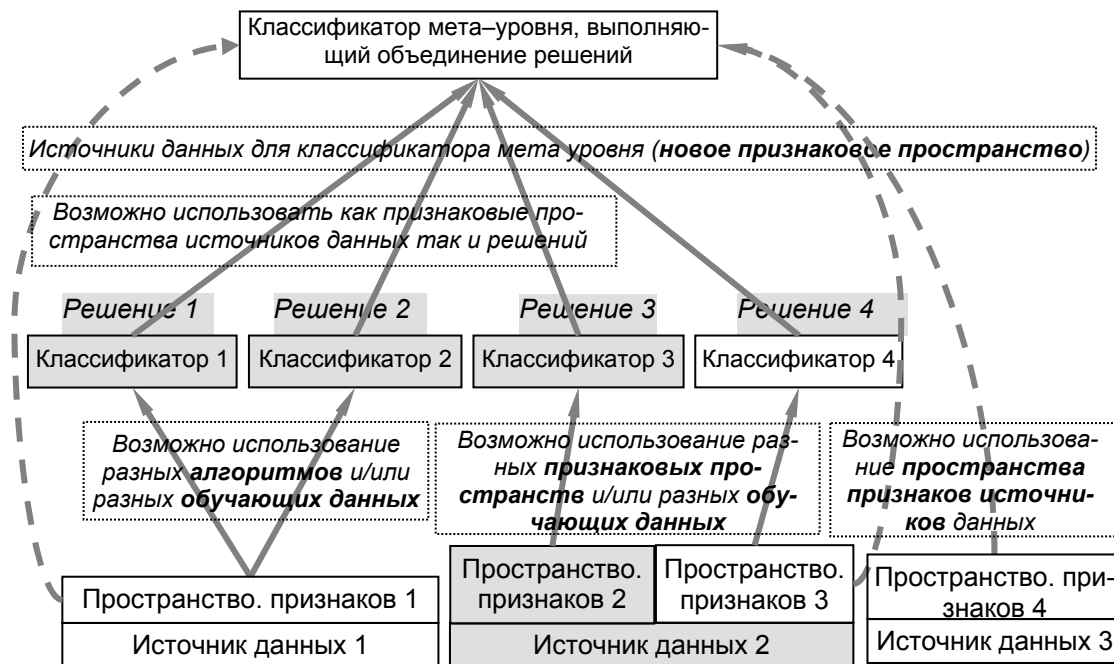 Классификатор мета–уровня, выполняю-
щий объединение решений
Источники данных для классификатора мета уровня (новое признаковое пространство)
Возможно использовать как признаковые про-
странства источников данных так и решений
Решение 1
Решение 2
Решение 3
Решение 4
Классификатор 1
Классификатор 2
Классификатор 3
Классификатор 4
Возможно использование
разных алгоритмов и/или
разных обучающих данных
Возможно использование раз-
ных признаковых про-
странств и/или разных обу-
чающих данных
Возможно использова-
ние пространства
признаков источни-
ков данных
Пространство. признаков 1
Источник данных 1
Пространство.
признаков 2
Пространство.
признаков 3
Источник данных 2
Пространство. при-
знаков 4
Источник данных 3